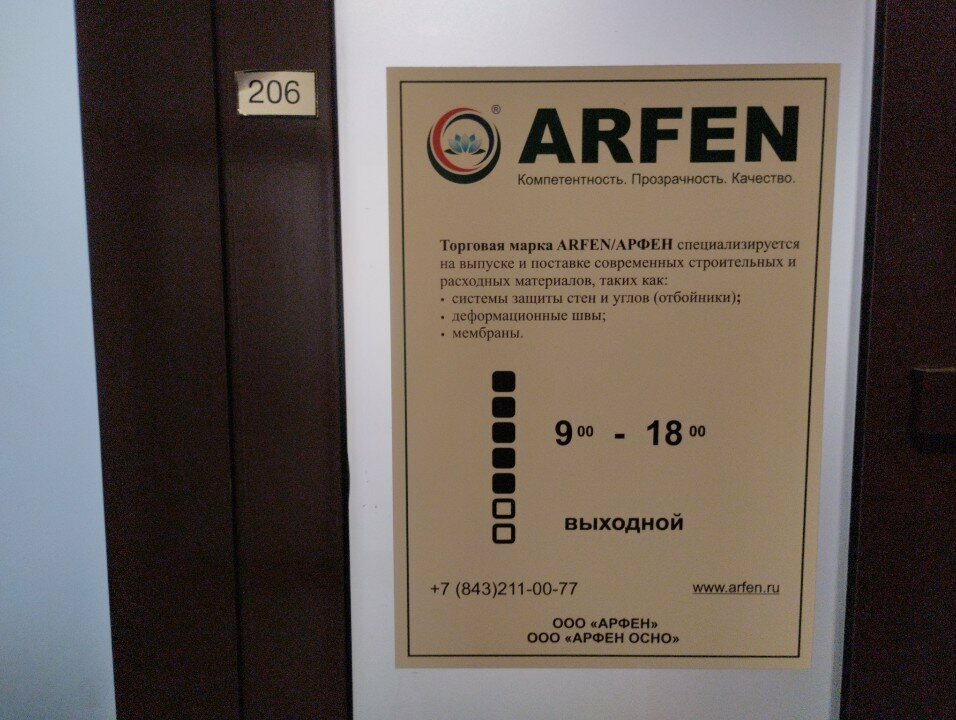 206
®
ARFEN
Компетентность. Прозрачность. Качество.
Торговая марка ARFEN/АРФЕН специализируется
на выпуске и поставке современных строительных и
расходных материалов, таких как:
• системы защиты стен и углов (отбойники);
• деформационные швы;
• мембраны.
9 00 - 18 00
выходной
+7 (843)211-00-77 www.arfen.ru
ООО «АРФЕН»
ООО «АРФЕН ОСНО»